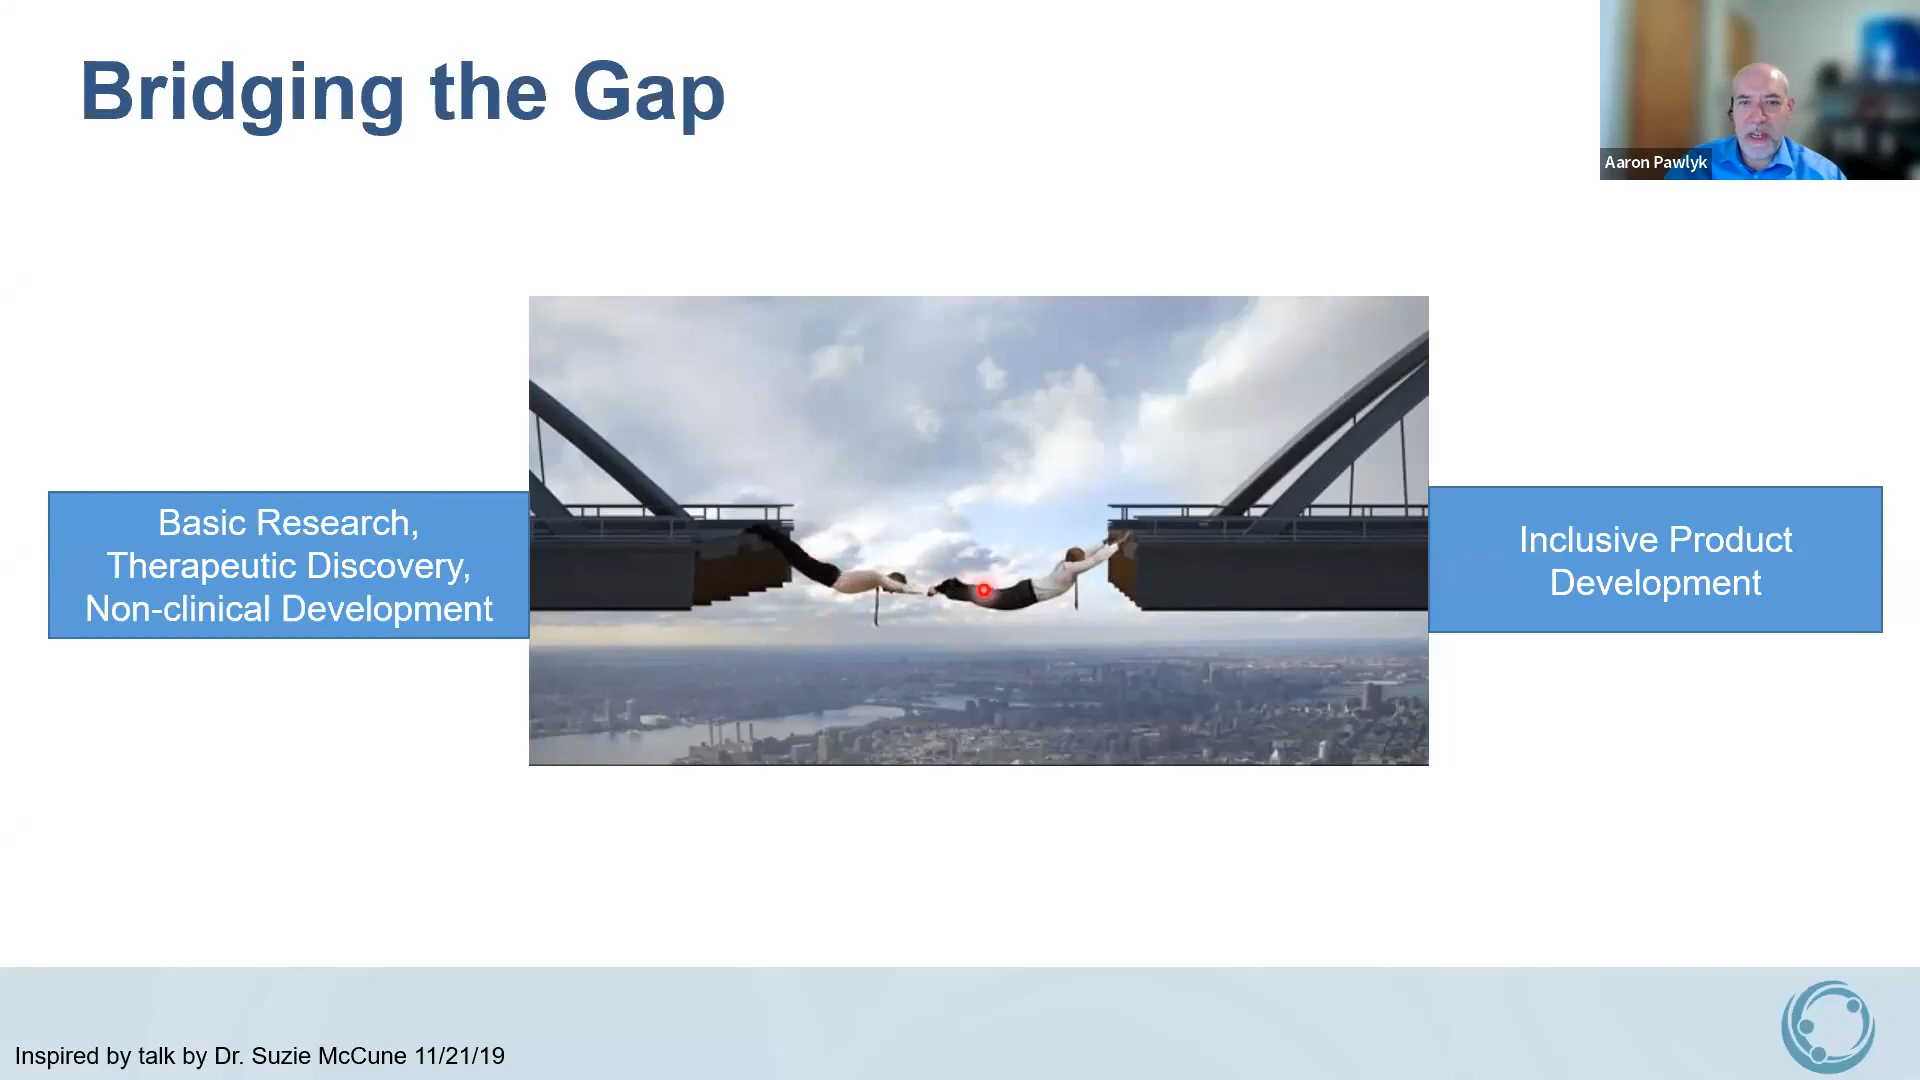 Bridging the Gap
Aaron Pawlyk
Basic Research,
Therapeutic Discovery,
Non-clinical Development
Inclusive Product
Development
Inspired by talk by Dr. Suzie McCune 11/21/19